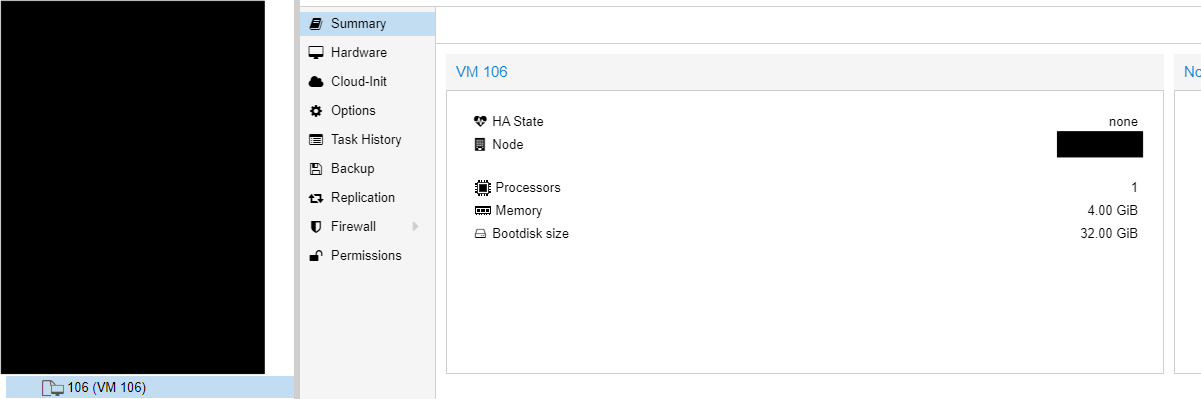 Summary
Hardware
Cloud-Init
Options
Task History
Backup
Replication
Firewall
Permissions
VM 106
HA State none
Node
Processors 1
Memory 4.00 GiB
Bootdisk size 32.00 GiB
No
106 (VM 106)